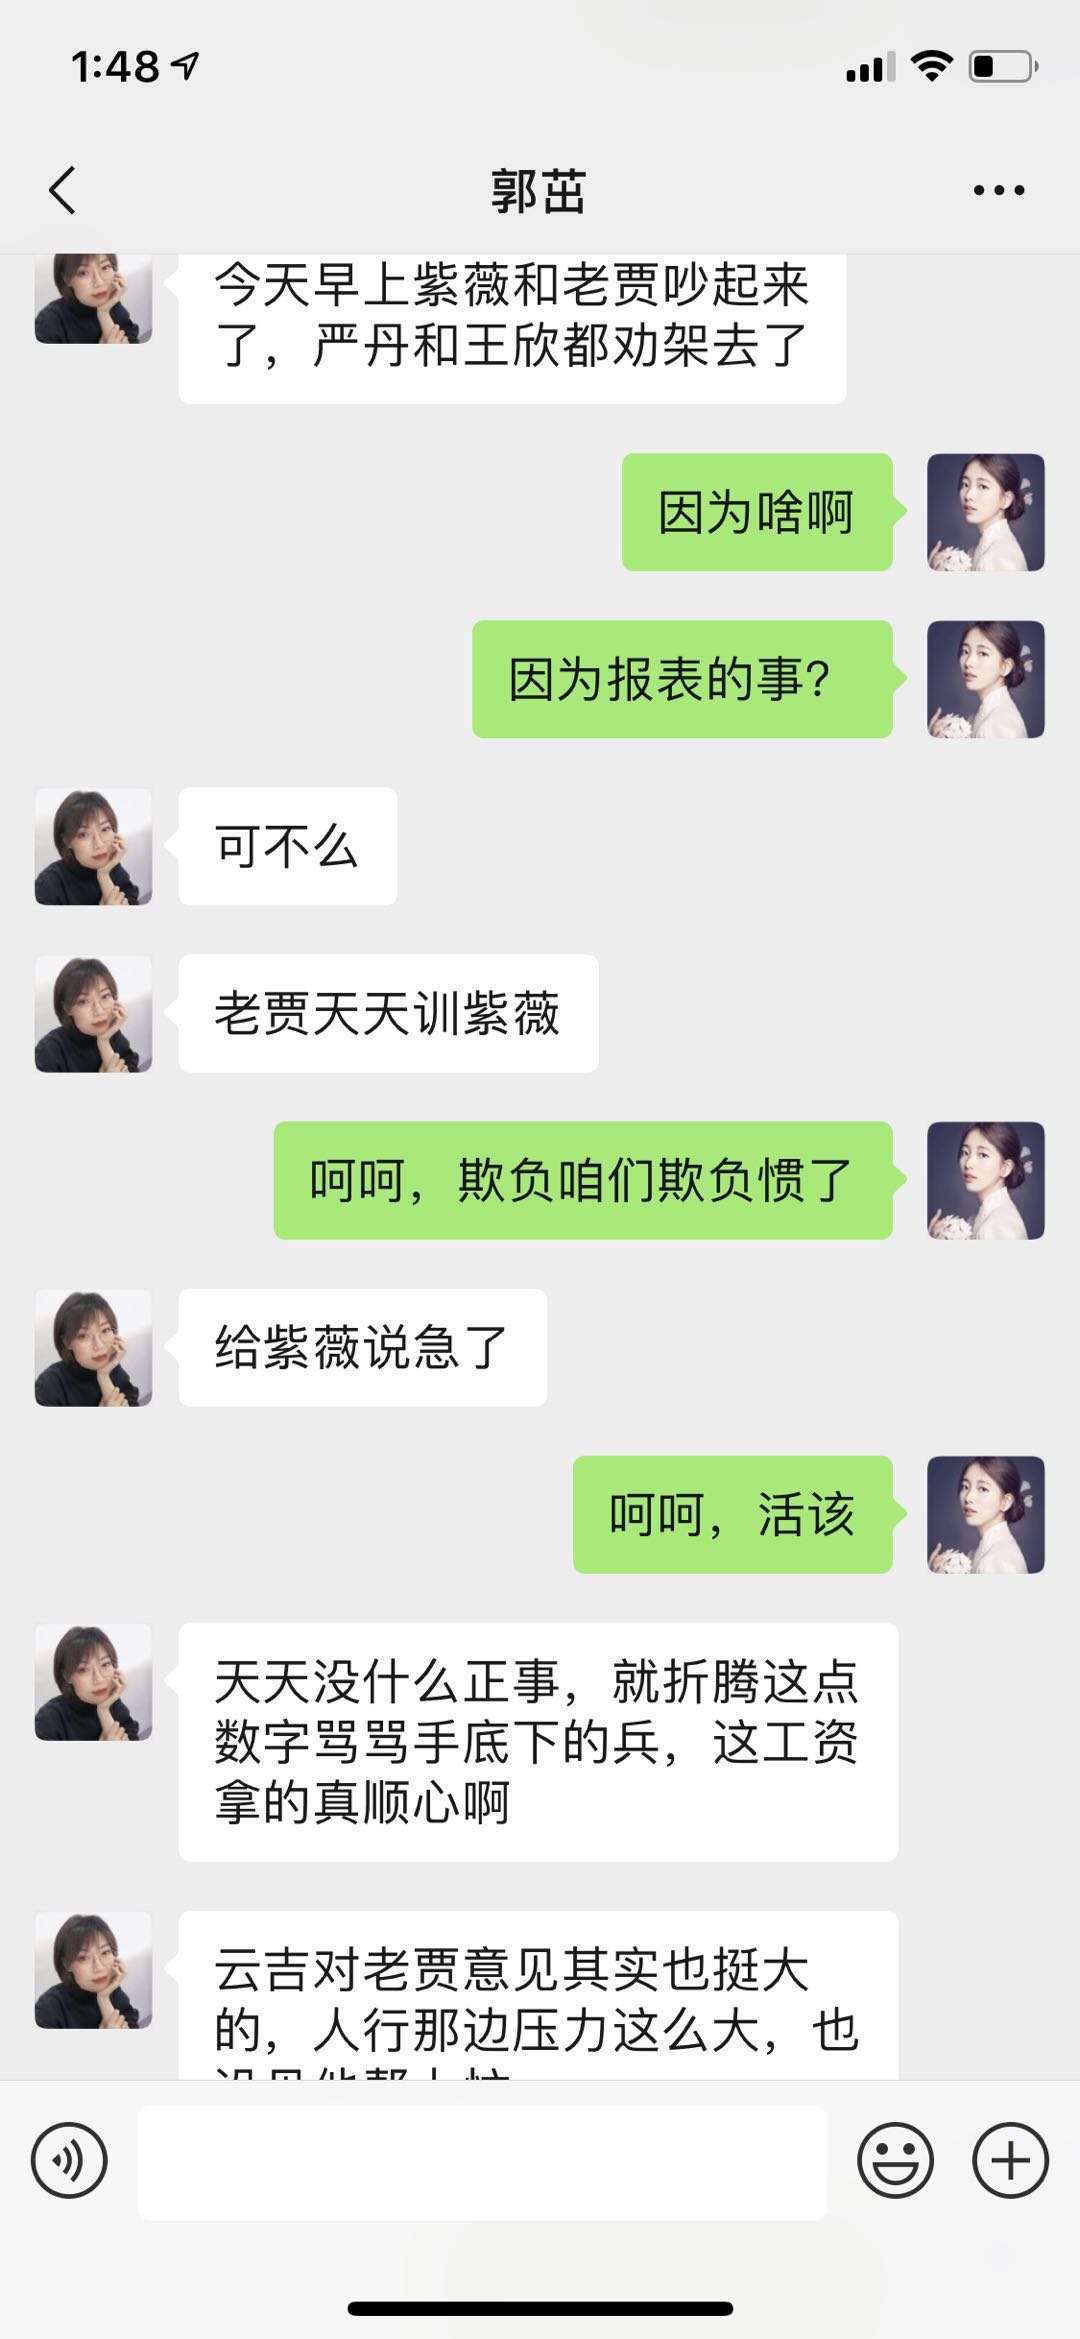 1:48
郭茁
今天早上紫薇和老贾吵起来
了，严丹和王欣都劝架去了
因为啥啊
因为报表的事？
可不么
老贾天天训紫薇
呵呵，欺负咱们欺负惯了
给紫薇说急了
呵呵，活该
天天没什么正事，就折腾这点
数字骂骂手底下的兵，这工资
拿的真顺心啊
云吉对老贾意见其实也挺大
的，人行那边压力这么大，也